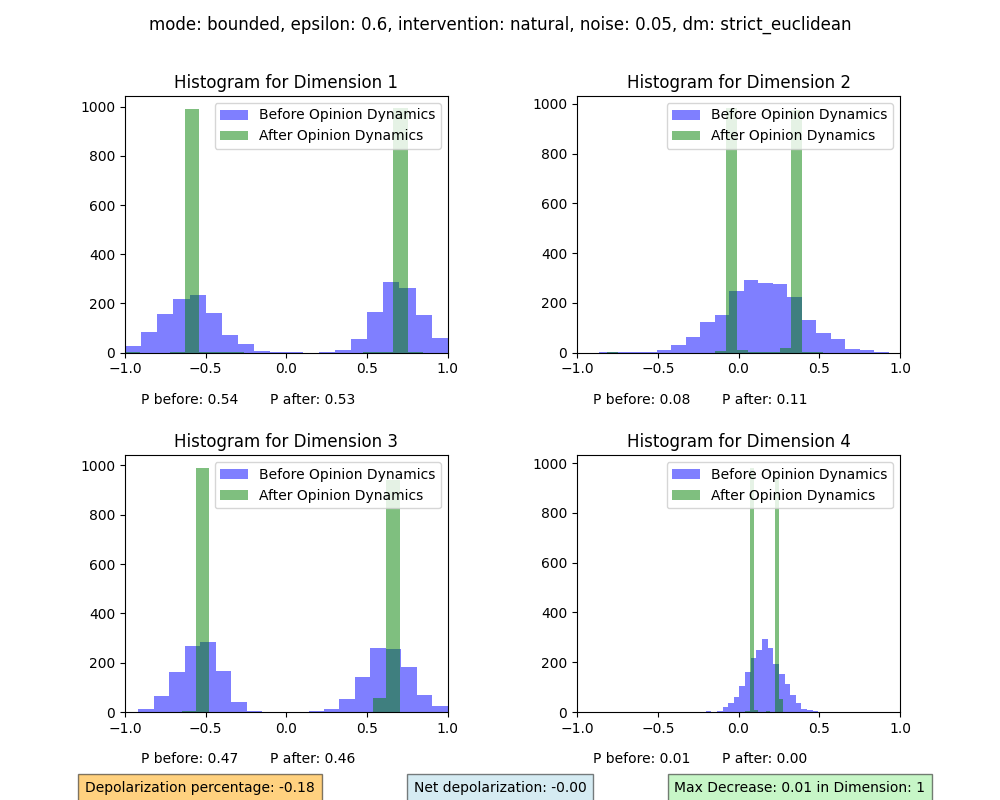 mode: bounded, epsilon: 0.6, intervention: natural, noise: 0.05, dm: strict_euclidean
Histogram for Dimension 1
Before Opinion Dynamics
After Opinion Dynamics
1000
800
600
400
200
0
−1.0 −0.5 0.0 0.5 1.0
P before: 0.54 P after: 0.53
Histogram for Dimension 2
Before Opinion Dynamics
After Opinion Dynamics
1000
800
600
400
200
0
−1.0 −0.5 0.0 0.5 1.0
P before: 0.08 P after: 0.11
Histogram for Dimension 3
Before Opinion Dynamics
After Opinion Dynamics
1000
800
600
400
200
0
−1.0 −0.5 0.0 0.5 1.0
P before: 0.47 P after: 0.46
Histogram for Dimension 4
Before Opinion Dynamics
After Opinion Dynamics
1000
800
600
400
200
0
−1.0 −0.5 0.0 0.5 1.0
P before: 0.01 P after: 0.00
Depolarization percentage: -0.18
Net depolarization: -0.00
Max Decrease: 0.01 in Dimension: 1